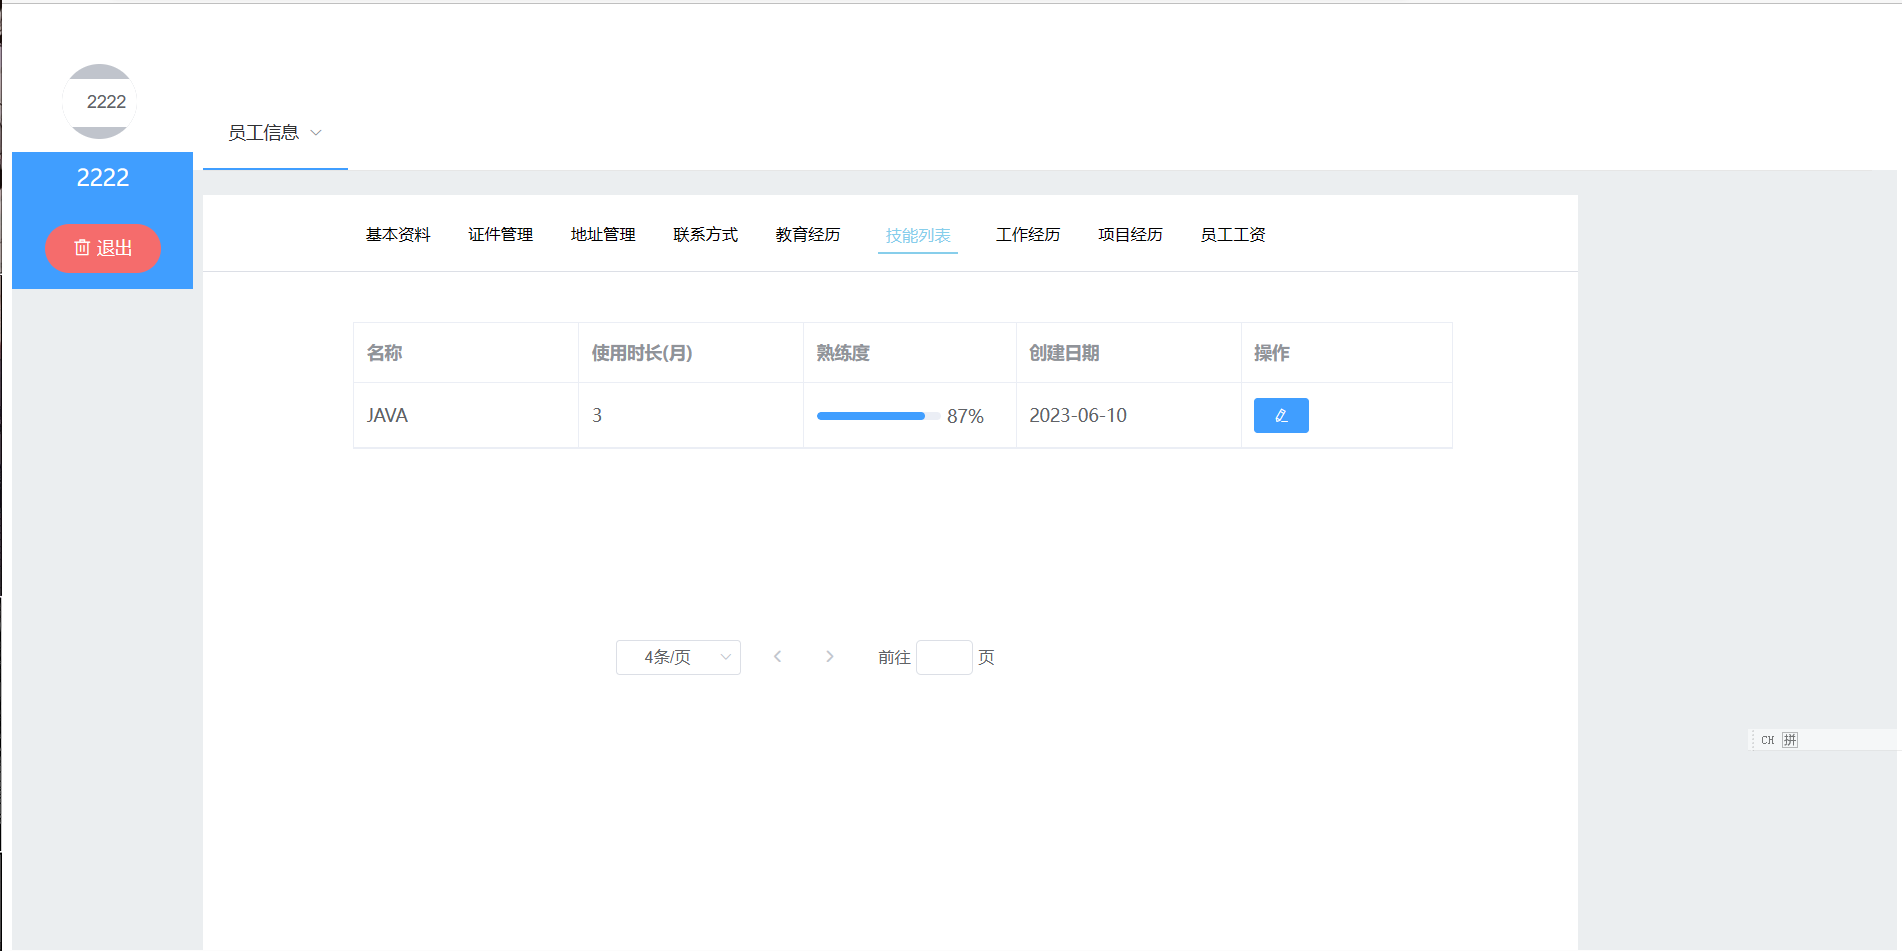 2222
2222
退出
员工信息
基本资料 证件管理 地址管理 联系方式 教育经历 技能列表 工作经历 项目经历 员工工资
名称 使用时长(月) 熟练度 创建日期 操作
JAVA 3 87% 2023-06-10
4条/页 前往 页
CH 拼